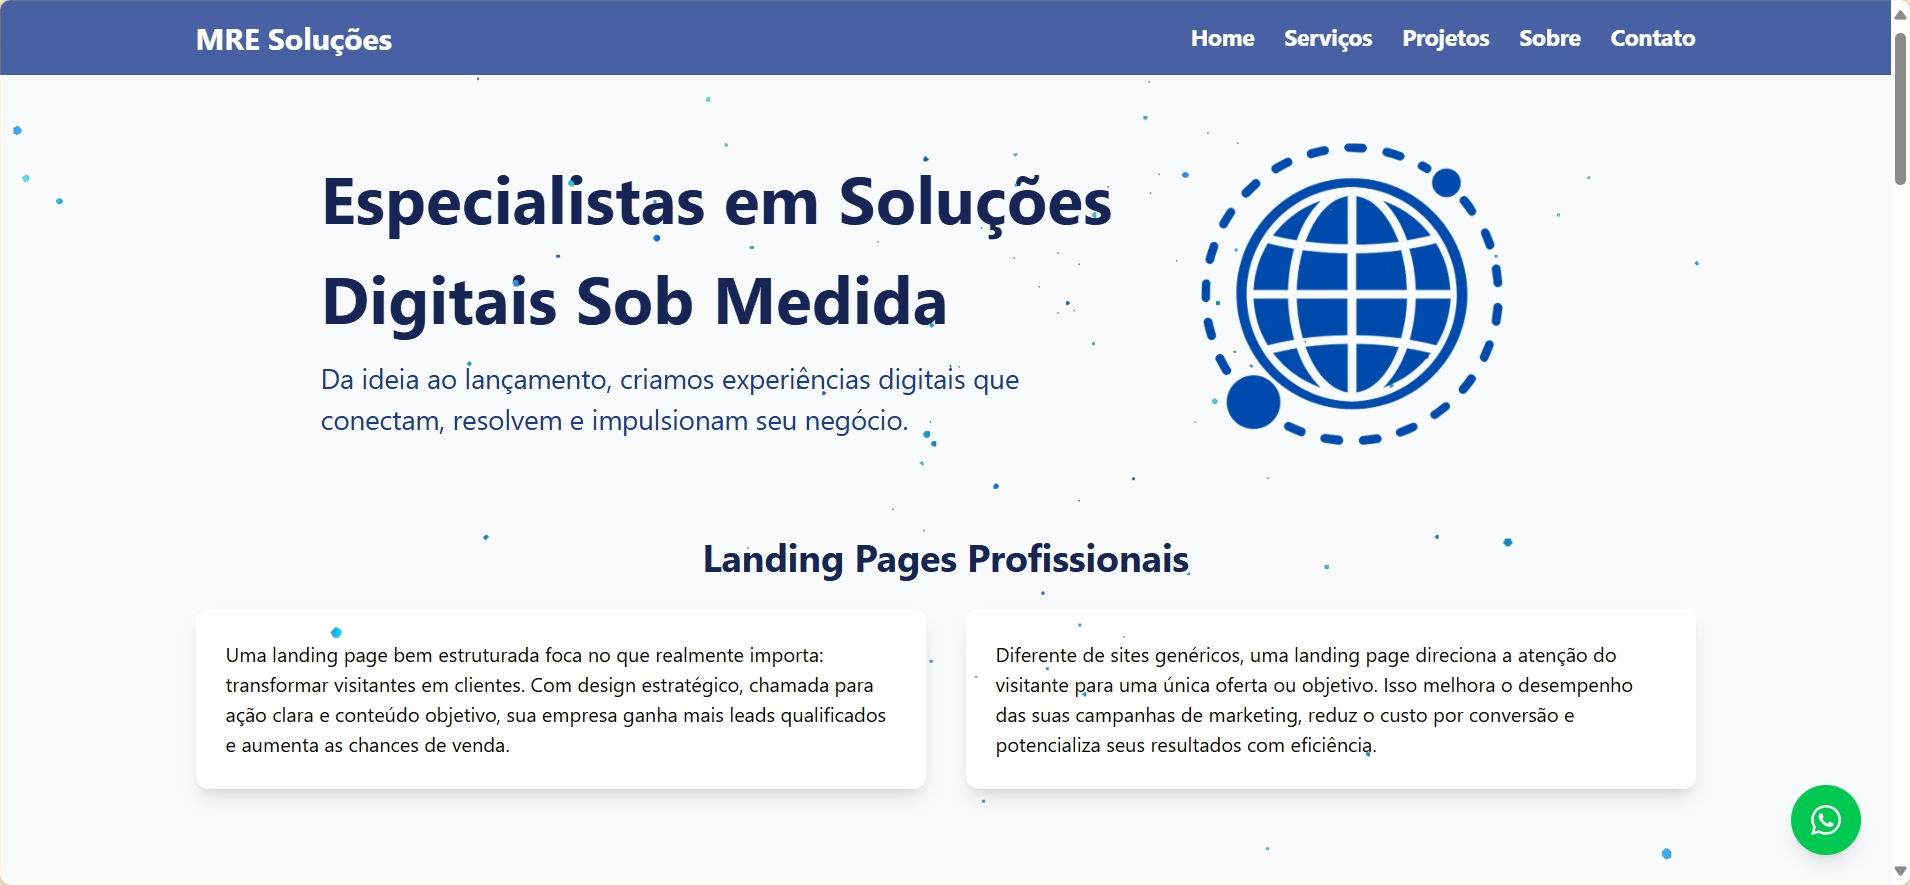 MRE Soluções
Home Serviços Projetos Sobre Contato
Especialistas em Soluções
Digitais Sob Medida
Da ideia ao lançamento, criamos experiências digitais que
conectam, resolvem e impulsionam seu negócio.
Landing Pages Profissionais
Uma landing page bem estruturada foca no que realmente importa:
transformar visitantes em clientes. Com design estratégico, chamada para
ação clara e conteúdo objetivo, sua empresa ganha mais leads qualificados
e aumenta as chances de venda.
Diferente de sites genéricos, uma landing page direciona a atenção do
visitante para uma única oferta ou objetivo. Isso melhora o desempenho
das suas campanhas de marketing, reduz o custo por conversão e
potencializa seus resultados com eficiência.